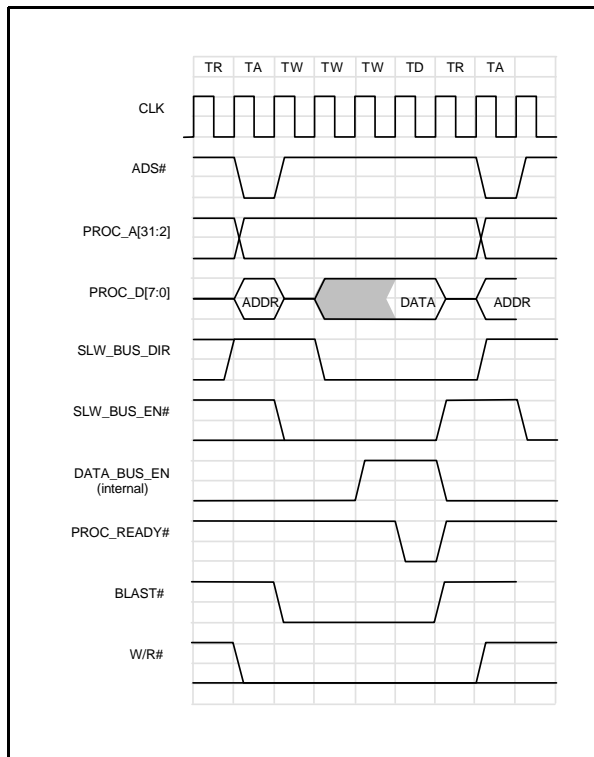 TR TA TW TW TW TD TR TA
CLK
ADS#
PROC_A[31:2]
PROC_D[7:0]
ADDR DATA ADDR
SLW_BUS_DIR
SLW_BUS_EN#
DATA_BUS_EN
(internal)
PROC_READY#
BLAST#
W/R#